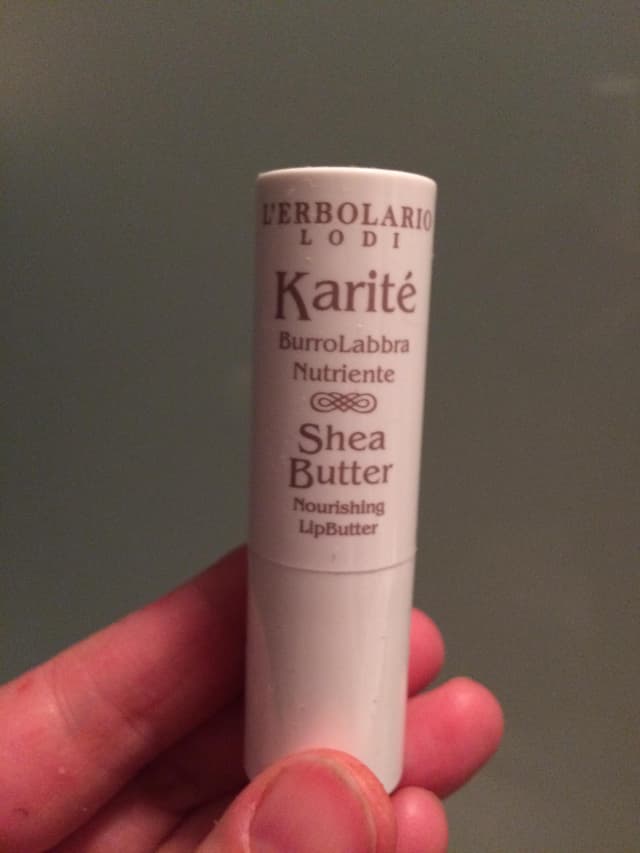 L'ERBOLARIO
LODI
Karité
BurroLabbra
Nutriente
Shea
Butter
Nourishing
LipButter